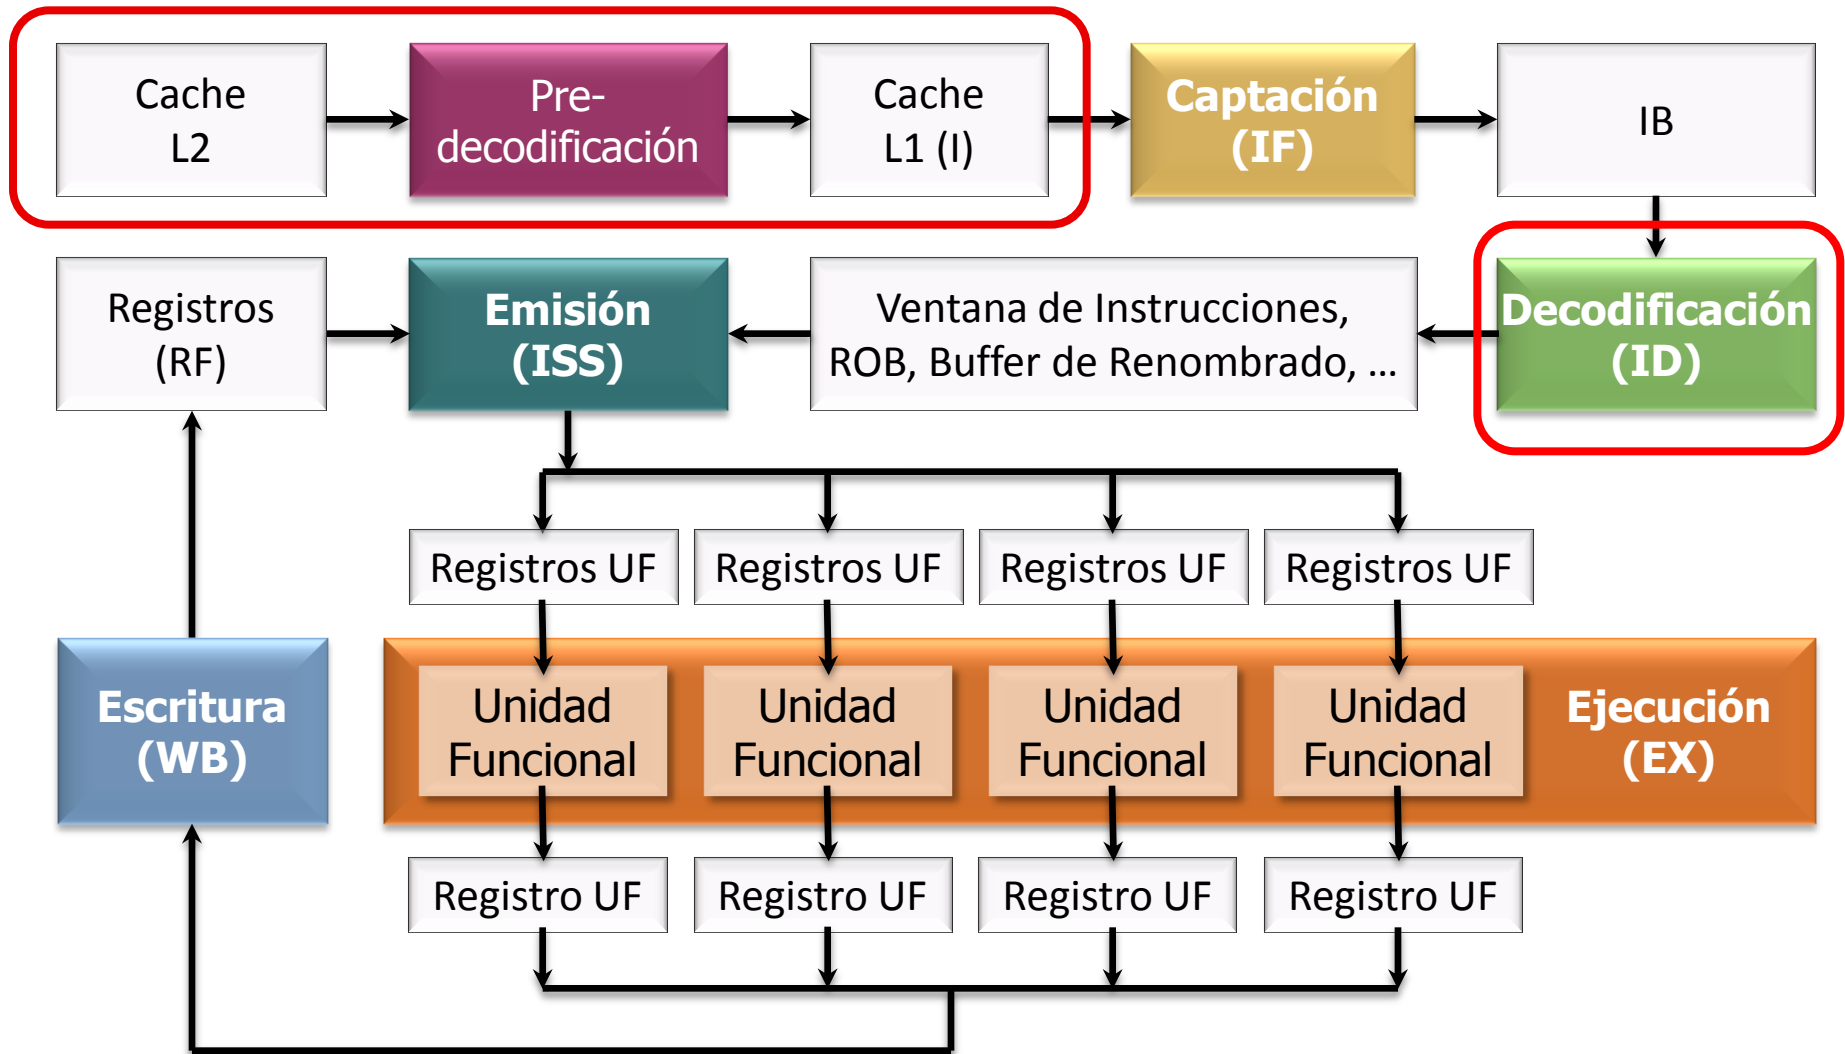 Cache
L2
Pre-
decodificación
Cache
L1 (I)
Captación
(IF)
IB
Registros
(RF)
Emisión
(ISS)
Ventana de Instrucciones,
ROB, Buffer de Renombrado, ...
Decodificación
(ID)
Registros UF
Registros UF
Registros UF
Registros UF
Escritura
(WB)
Unidad
Funcional
Unidad
Funcional
Unidad
Funcional
Unidad
Funcional
Ejecución
(EX)
Registro UF
Registro UF
Registro UF
Registro UF